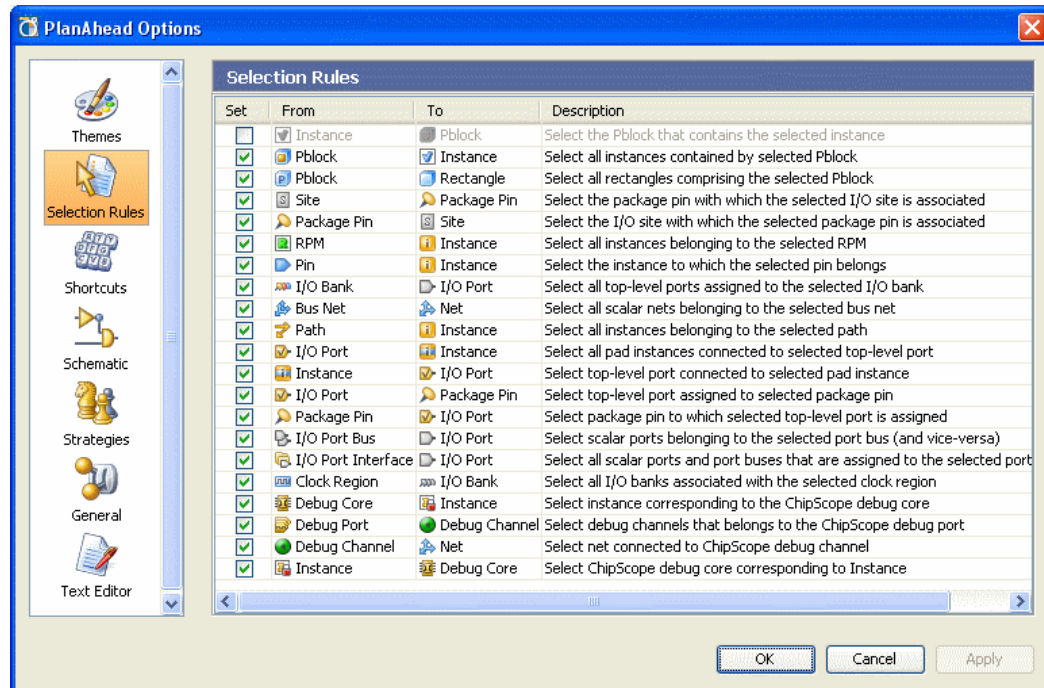 PlanAhead Options
Themes
Selection Rules
Shortcuts
Schematic
Strategies
General
Text Editor
Selection Rules
Set From To Description
Instance Pblock Select the Pblock that contains the selected instance
Pblock Instance Select all instances contained by selected Pblock
Pblock Rectangle Select all rectangles comprising the selected Pblock
Site Package Pin Select the package pin with which the selected I/O site is associated
Package Pin Site Select the I/O site with which the selected package pin is associated
RPM Instance Select all instances belonging to the selected RPM
Pin Instance Select the instance to which the selected pin belongs
I/O Bank I/O Port Select all top-level ports assigned to the selected I/O bank
Bus Net Net Select all scalar nets belonging to the selected bus net
Path Instance Select all instances belonging to the selected path
I/O Port Instance Select all pad instances connected to selected top-level port
Instance I/O Port Select top-level port connected to selected pad instance
I/O Port Package Pin Select top-level port assigned to selected package pin
Package Pin I/O Port Select package pin to which selected top-level port is assigned
I/O Port Bus I/O Port Select scalar ports belonging to the selected port bus (and vice-versa)
I/O Port Interface I/O Port Select all scalar ports and port buses that are assigned to the selected port
Clock Region I/O Bank Select all I/O banks associated with the selected clock region
Debug Core Instance Select instance corresponding to the ChipScope debug core
Debug Port Debug Channel Select debug channels that belongs to the ChipScope debug port
Debug Channel Net Select net connected to ChipScope debug channel
Instance Debug Core Select ChipScope debug core corresponding to Instance
OK Cancel Apply